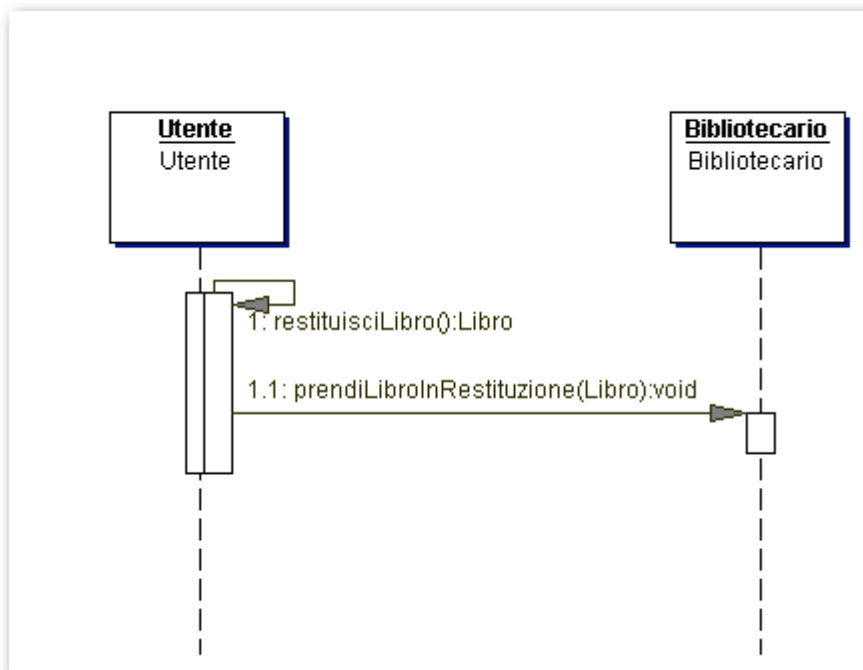 Utente
Utente
Bibliotecario
Bibliotecario
1: restituisciLibro():Libro
1.1: prendiLibroInRestituzione(Libro):void